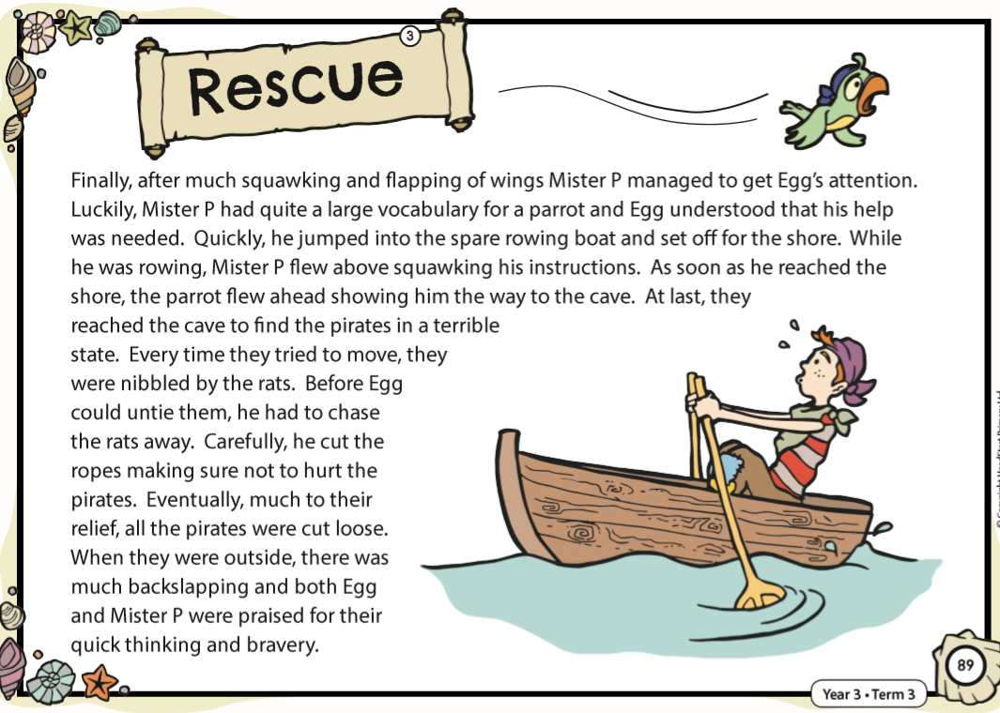 3
Rescue
Finally, after much squawking and flapping of wings Mister P managed to get Egg's attention.
Luckily, Mister P had quite a large vocabulary for a parrot and Egg understood that his help
was needed. Quickly, he jumped into the spare rowing boat and set off for the shore. While
he was rowing, Mister P flew above squawking his instructions. As soon as he reached the
shore, the parrot flew ahead showing him the way to the cave. At last, they
reached the cave to find the pirates in a terrible
state. Every time they tried to move, they
were nibbled by the rats. Before Egg
could untie them, he had to chase
the rats away. Carefully, he cut the
ropes making sure not to hurt the
pirates. Eventually, much to their
relief, all the pirates were cut loose.
When they were outside, there was
much backslapping and both Egg
and Mister P were praised for their
quick thinking and bravery.
89
Year 3 • Term 3